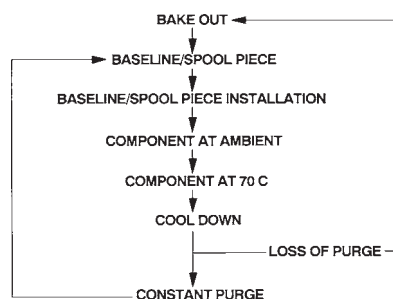 BAKE OUT
BASELINE/SPOOL PIECE
BASELINE/SPOOL PIECE INSTALLATION
COMPONENT AT AMBIENT
COMPONENT AT 70 C
COOL DOWN
LOSS OF PURGE
CONSTANT PURGE